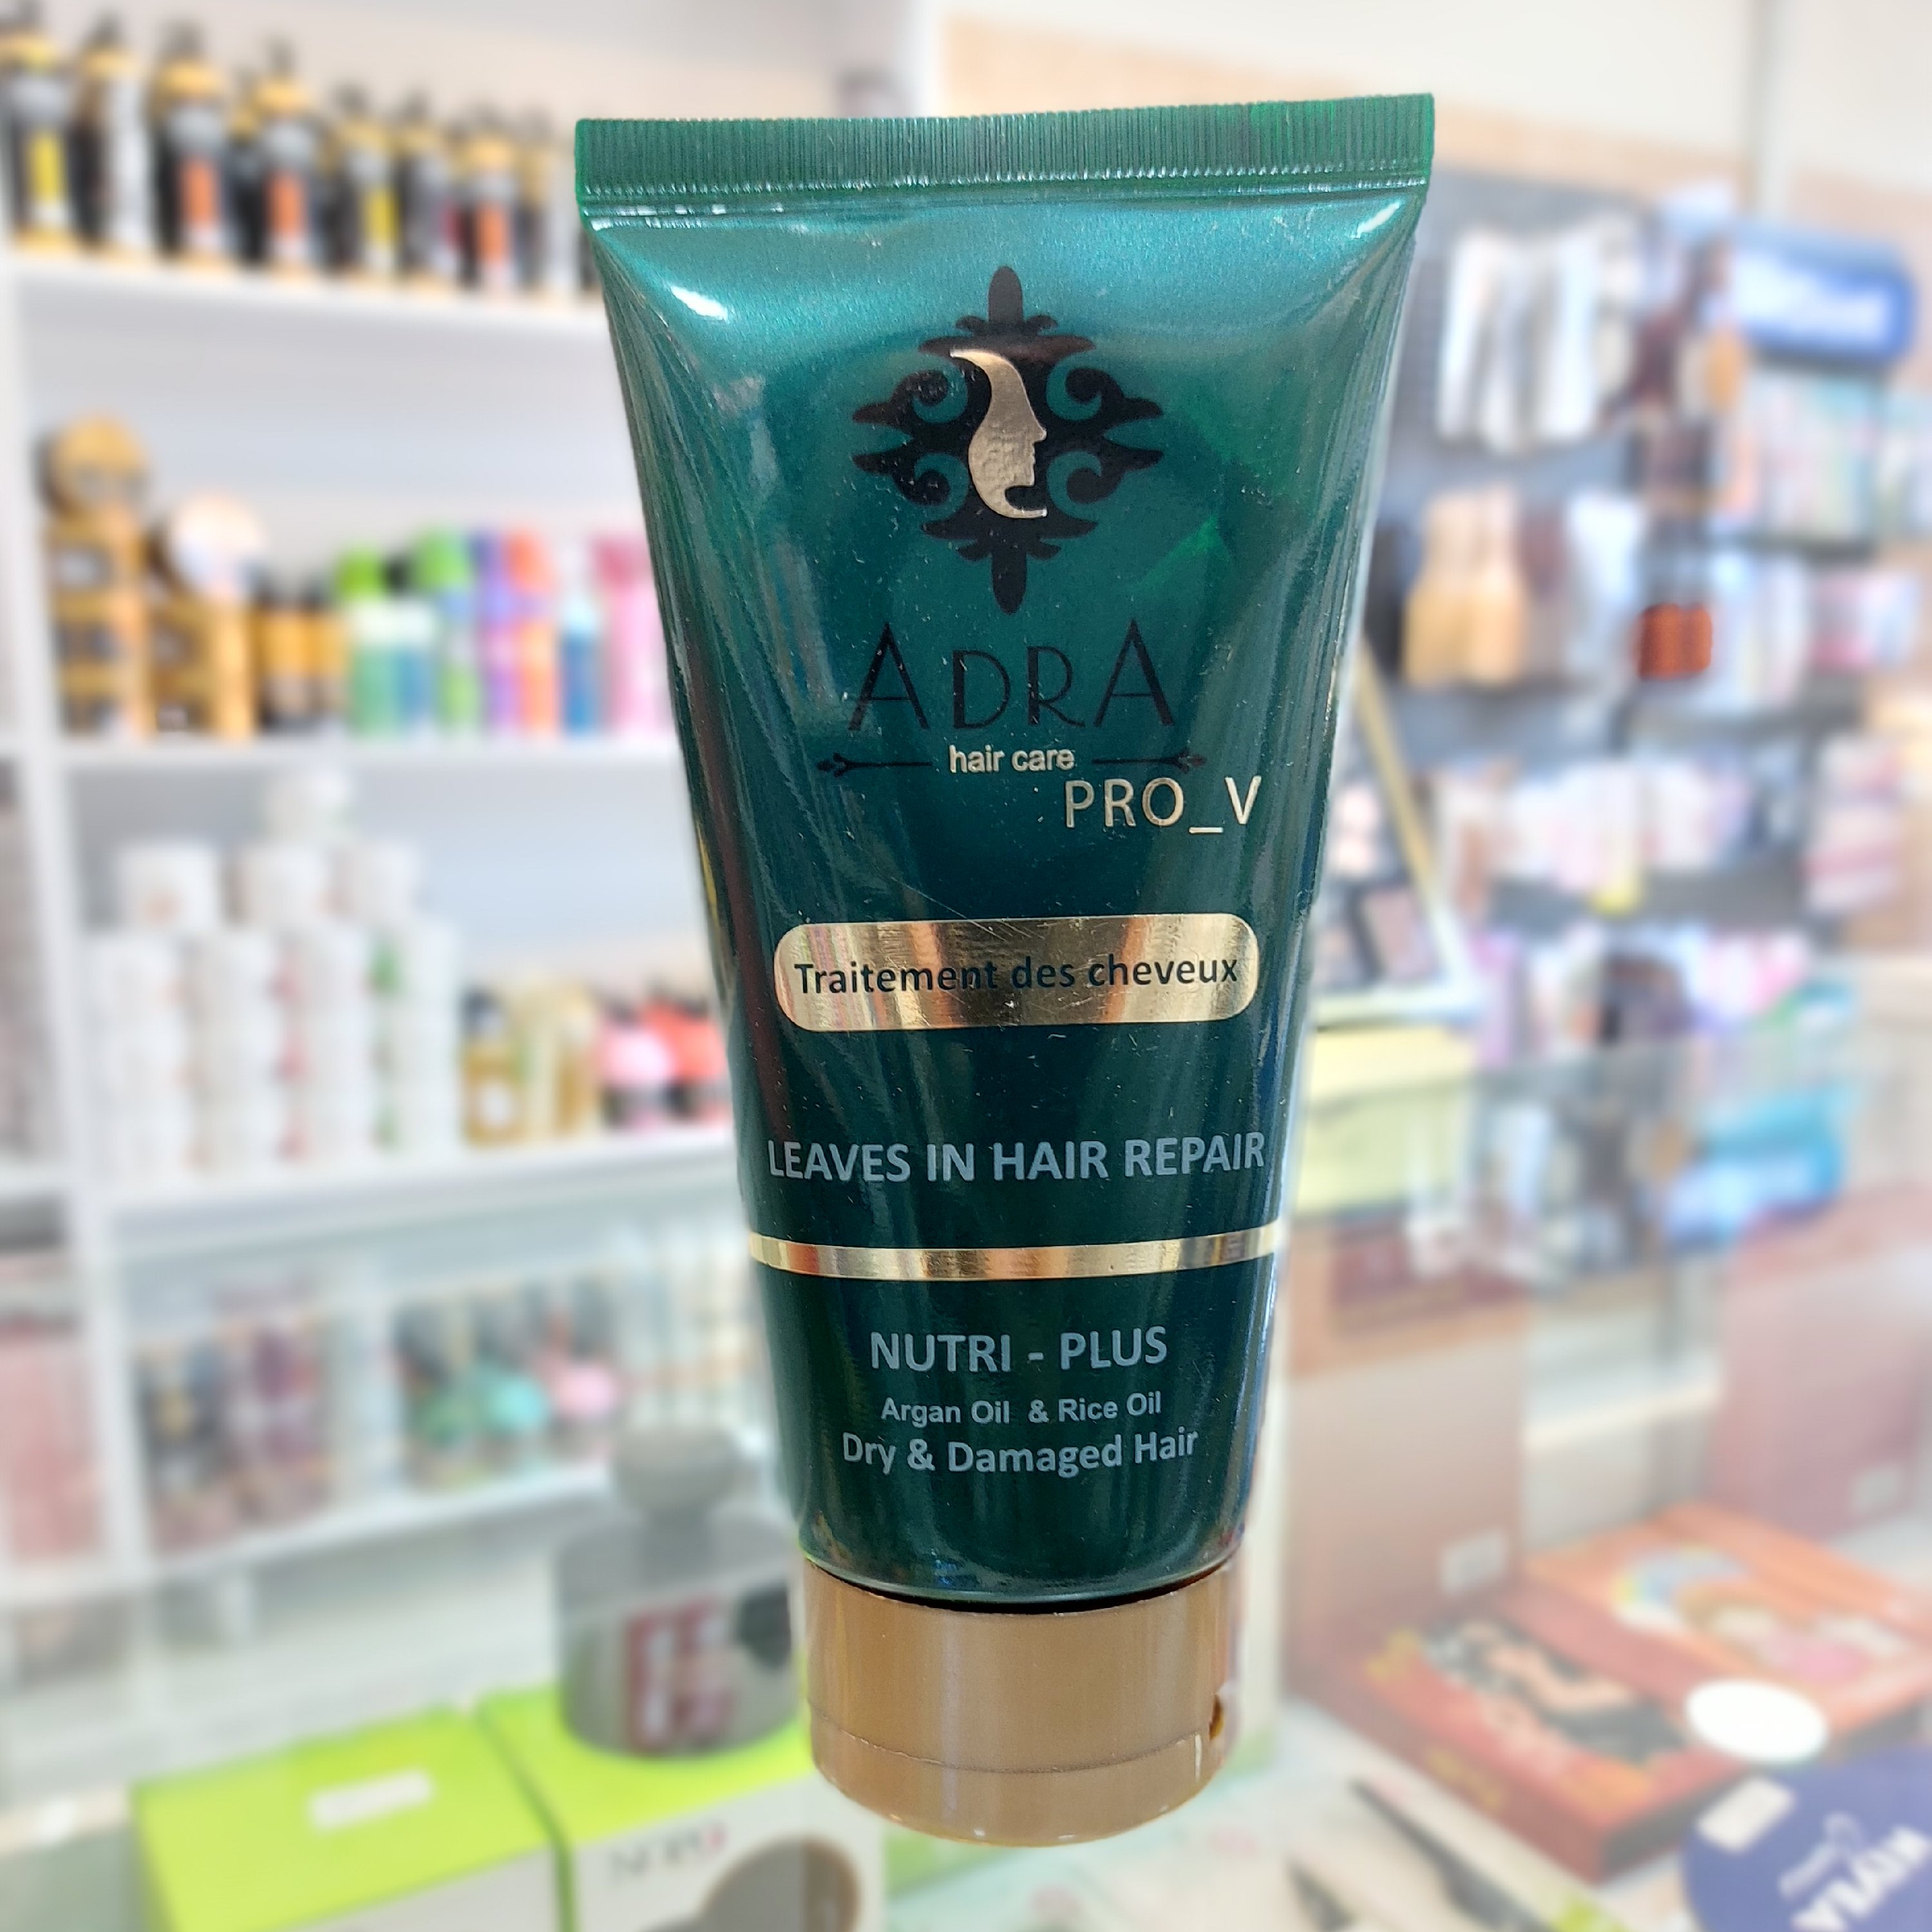 ADRA
hair care
PRO_V
Traitement des cheveux
LEAVES IN HAIR REPAIR
NUTRI - PLUS
Argan Oil & Rice Oil
Dry & Damaged Hair